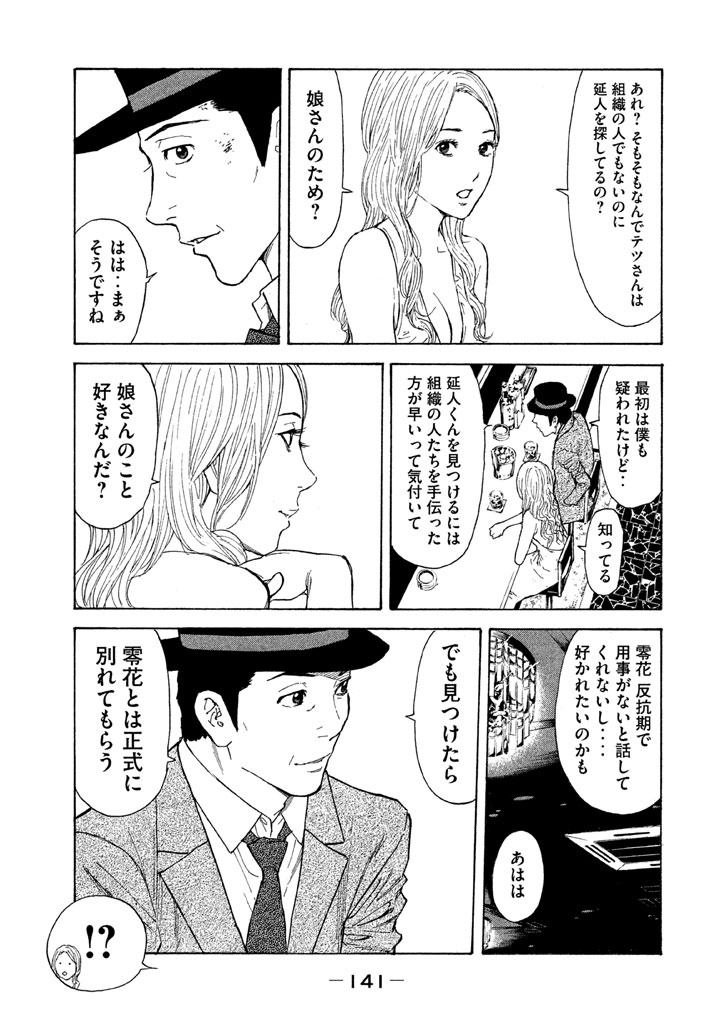 あれ？そもそもなんでテツさんは
組織の人でもないのに
延人を探してるの？
娘さんのため？
はは‥まぁ
そうですね
最初は僕も
疑われたけど‥
知ってる
延人くんを見つけるには
組織の人たちを手伝った
方が早いって気付いて
娘さんのこと
好きなんだ？
零花 反抗期で
用事がないと話して
くれないし‥‥
好かれたいのかも
あはは
でも見つけたら
零花とは正式に
別れてもらう
!?
－141－